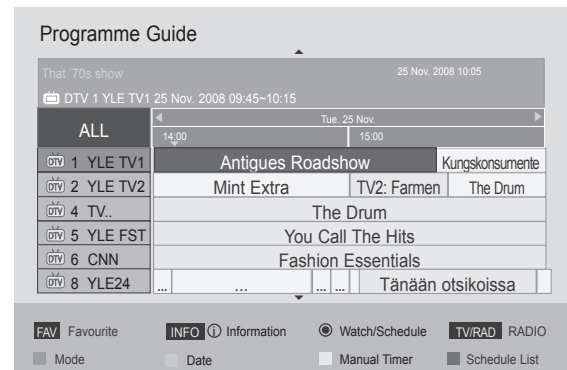 Programme Guide
That '70s show 25 Nov. 2008 10:05
DTV 1 YLE TV1 25 Nov. 2008 09:45~10:15
ALL
Tue. 25 Nov.
14:00 15:00
DTV 1 YLE TV1 Antigues Roadshow Kungskonsumente
DTV 2 YLE TV2 Mint Extra TV2: Farmen The Drum
DTV 4 TV.. The Drum
DTV 5 YLE FST You Call The Hits
DTV 6 CNN Fashion Essentials
DTV 8 YLE24 ... ... ... ... Tänään otsikoissa
FAV Favourite INFO i Information Watch/Schedule TV/RAD RADIO
Mode Date Manual Timer Schedule List